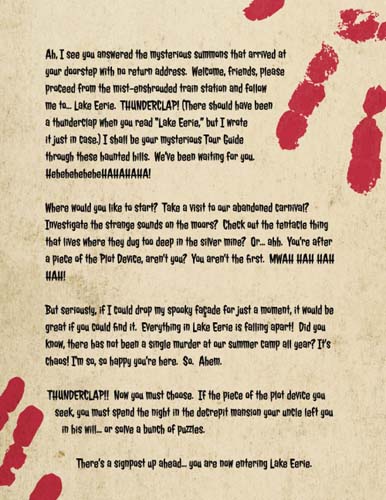 Ah, I see you answered the mysterious summons that arrived at
your doorstep with no return address. Welcome, friends, please
proceed from the mist-enshrouded train station and follow
me to... Lake Eerie. THUNDERCLAP! (There should have been
a thunderclap when you read "Lake Eerie," but I wrote
it just in case.) I shall be your mysterious Tour Guide
through these haunted hills. We've been waiting for you.
HehehehehehehAHAHAHA!
Where would you like to start? Take a visit to our abandoned carnival?
Investigate the strange sounds on the moors? Check out the tentacle thing
that lives where they dug too deep in the silver mine? Or... ahh. You're after
a piece of the Plot Device, aren't you? You aren't the first. MWAH HAH HAH
HAH!
But seriously, if I could drop my spooky façade for just a moment, it would be
great if you could find it. Everything in Lake Eerie is falling apart! Did you
know, there has not been a single murder at our summer camp all year? It's
chaos! I'm so, so happy you're here. So. Ahem.
THUNDERCLAP!! Now you must choose. If the piece of the plot device you
seek, you must spend the night in the decrepit mansion your uncle left you
in his will... or solve a bunch of puzzles.
There's a signpost up ahead... you are now entering Lake Eerie.